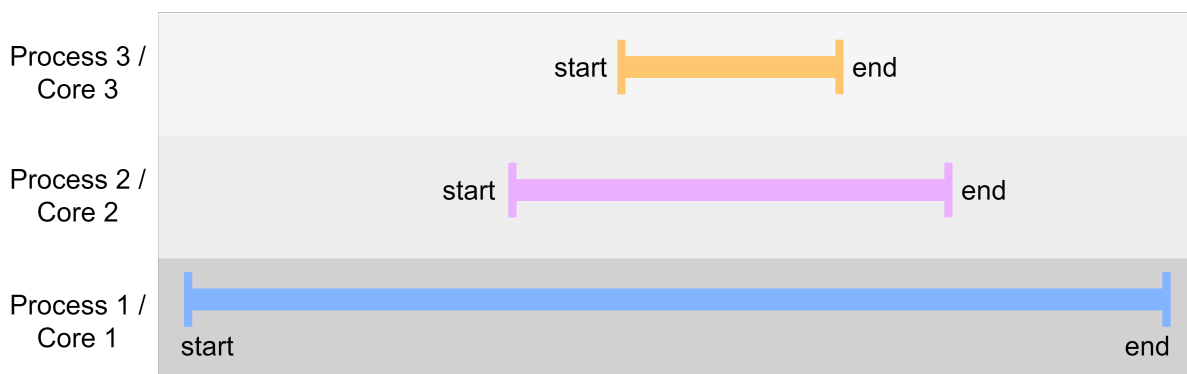 Process 3 /
Core 3
start
end
Process 2 /
Core 2
start
end
Process 1 /
Core 1
start
end